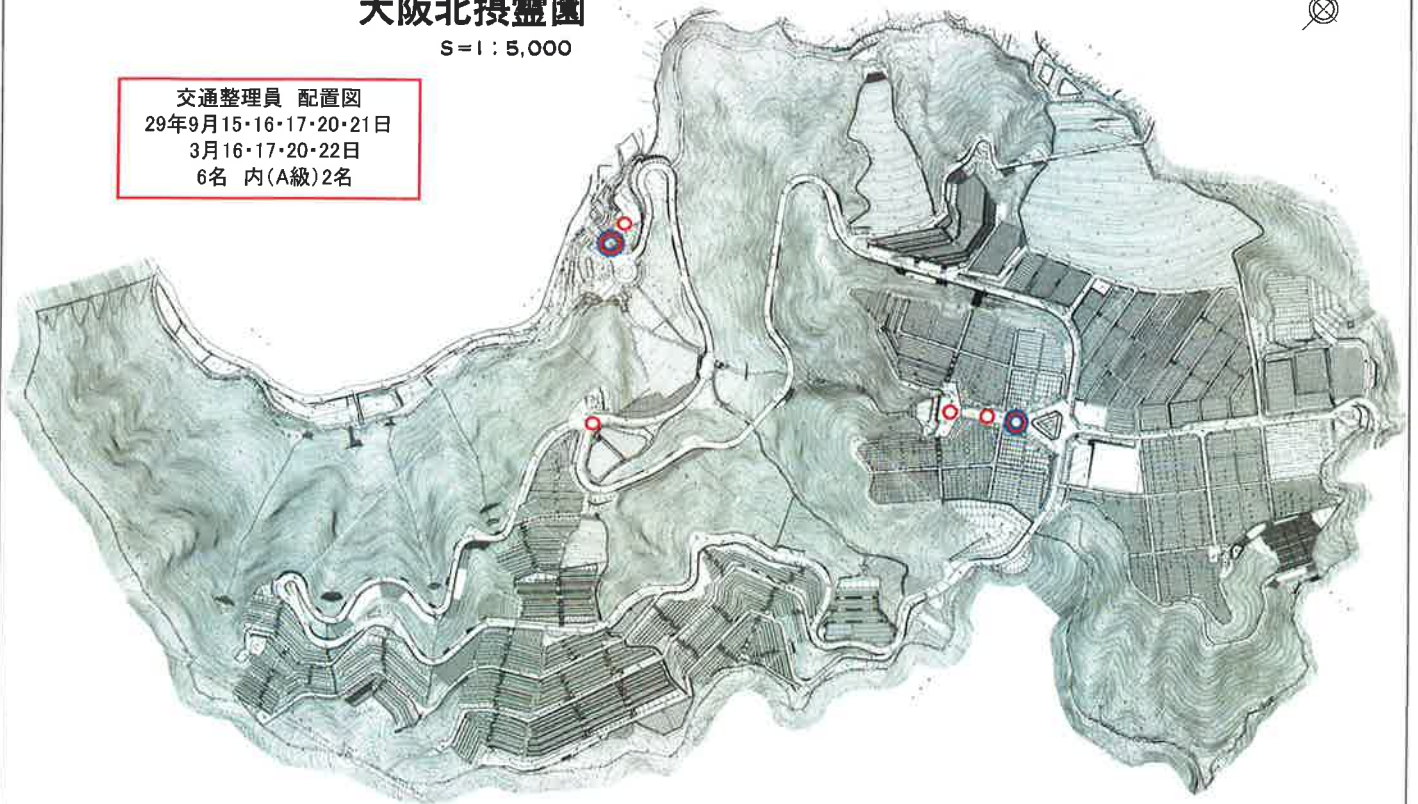 大阪北摂霊園
S=1:5,000
交通整理員 配置図
29年9月15・16・17・20・21日
3月16・17・20・22日
6名 内(A級)2名